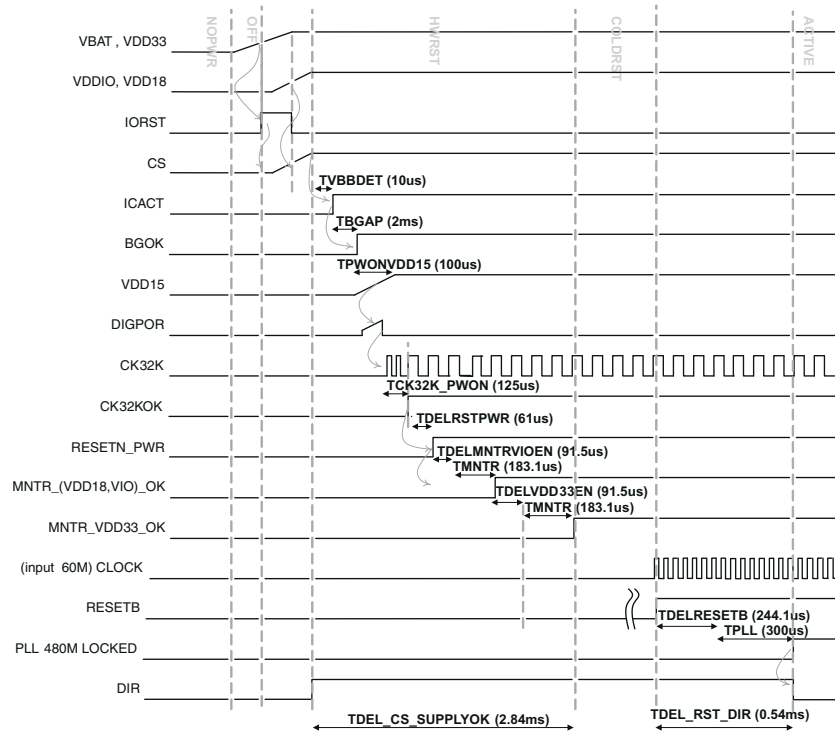 NOPWR
OFF
HWRST
COLDRST
ACTIVE
VBAT , VDD33
VDDIO, VDD18
IORST
CS
TVBBDET (10us)
ICACT
TBGAP (2ms)
BGOK
TPWONVDD15 (100us)
VDD15
DIGPOR
CK32K
TCK32K_PWON (125us)
CK32KOK
TDELRSTPWR (61us)
RESETN_PWR
TDELMNTRVIOEN (91.5us)
TMNTR (183.1us)
MNTR_(VDD18,VIO)_OK
TDELVDD33EN (91.5us)
TMNTR (183.1us)
MNTR_VDD33_OK
(input 60M) CLOCK
RESETB
TDELRESETB (244.1us)
TPLL (300us)
PLL 480M LOCKED
DIR
TDEL_CS_SUPPLYOK (2.84ms)
TDEL_RST_DIR (0.54ms)